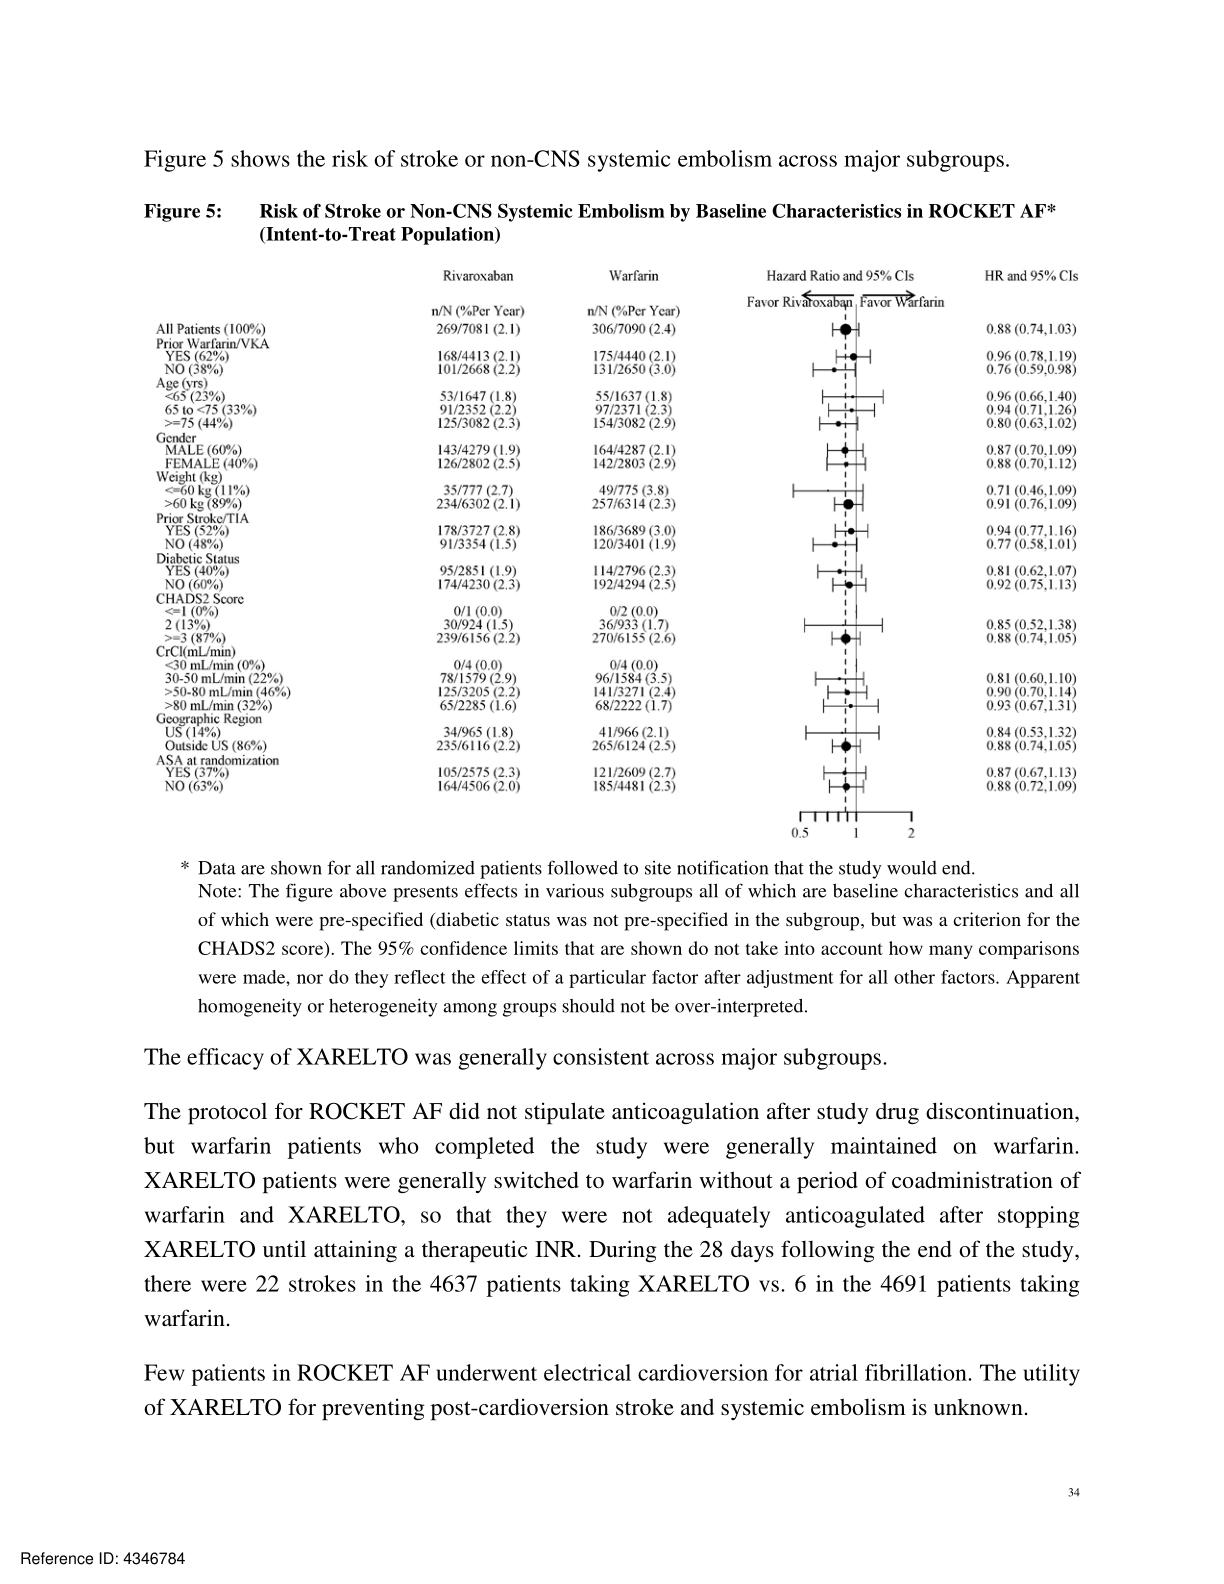 Figure 5 shows the risk of stroke or non-CNS systemic embolism across major subgroups.
Figure 5: Risk of Stroke or Non-CNS Systemic Embolism by Baseline Characteristics in ROCKET AF*
(Intent-to-Treat Population)
Rivaroxaban Warfarin Hazard Ratio and 95% CIs HR and 95% CIs
Favor Rivaroxaban Favor Warfarin
n/N (%Per Year) n/N (%Per Year)
All Patients (100%) 269/7081 (2.1) 306/7090 (2.4) 0.88 (0.74,1.03)
Prior Warfarin/VKA
YES (62%) 168/4413 (2.1) 175/4440 (2.1) 0.96 (0.78,1.19)
NO (38%) 101/2668 (2.2) 131/2650 (3.0) 0.76 (0.59,0.98)
Age (yrs)
<65 (23%) 53/1647 (1.8) 55/1637 (1.8) 0.96 (0.66,1.40)
65 to <75 (33%) 91/2352 (2.2) 97/2371 (2.3) 0.94 (0.71,1.26)
>=75 (44%) 125/3082 (2.3) 154/3082 (2.9) 0.80 (0.63,1.02)
Gender
MALE (60%) 143/4279 (1.9) 164/4287 (2.1) 0.87 (0.70,1.09)
FEMALE (40%) 126/2802 (2.5) 142/2803 (2.9) 0.88 (0.70,1.12)
Weight (kg)
<=60 kg (11%) 35/777 (2.7) 49/775 (3.8) 0.71 (0.46,1.09)
>60 kg (89%) 234/6302 (2.1) 257/6314 (2.3) 0.91 (0.76,1.09)
Prior Stroke/TIA
YES (52%) 178/3727 (2.8) 186/3689 (3.0) 0.94 (0.77,1.16)
NO (48%) 91/3354 (1.5) 120/3401 (1.9) 0.77 (0.58,1.01)
Diabetic Status
YES (40%) 95/2851 (1.9) 114/2796 (2.3) 0.81 (0.62,1.07)
NO (60%) 174/4230 (2.3) 192/4294 (2.5) 0.92 (0.75,1.13)
CHADS2 Score
<=1 (0%) 0/1 (0.0) 0/2 (0.0)
2 (13%) 30/924 (1.5) 36/933 (1.7) 0.85 (0.52,1.38)
>=3 (87%) 239/6156 (2.2) 270/6155 (2.6) 0.88 (0.74,1.05)
CrCl(mL/min)
<30 mL/min (0%) 0/4 (0.0) 0/4 (0.0)
30-50 mL/min (22%) 78/1579 (2.9) 96/1584 (3.5) 0.81 (0.60,1.10)
>50-80 mL/min (46%) 125/3205 (2.2) 141/3271 (2.4) 0.90 (0.70,1.14)
>80 mL/min (32%) 65/2285 (1.6) 68/2222 (1.7) 0.93 (0.67,1.31)
Geographic Region
US (14%) 34/965 (1.8) 41/966 (2.1) 0.84 (0.53,1.32)
Outside US (86%) 235/6116 (2.2) 265/6124 (2.5) 0.88 (0.74,1.05)
ASA at randomization
YES (37%) 105/2575 (2.3) 121/2609 (2.7) 0.87 (0.67,1.13)
NO (63%) 164/4506 (2.0) 185/4481 (2.3) 0.88 (0.72,1.09)
0.5 1 2
* Data are shown for all randomized patients followed to site notification that the study would end.
Note: The figure above presents effects in various subgroups all of which are baseline characteristics and all
of which were pre-specified (diabetic status was not pre-specified in the subgroup, but was a criterion for the
CHADS2 score). The 95% confidence limits that are shown do not take into account how many comparisons
were made, nor do they reflect the effect of a particular factor after adjustment for all other factors. Apparent
homogeneity or heterogeneity among groups should not be over-interpreted.
The efficacy of XARELTO was generally consistent across major subgroups.
The protocol for ROCKET AF did not stipulate anticoagulation after study drug discontinuation,
but warfarin patients who completed the study were generally maintained on warfarin.
XARELTO patients were generally switched to warfarin without a period of coadministration of
warfarin and XARELTO, so that they were not adequately anticoagulated after stopping
XARELTO until attaining a therapeutic INR. During the 28 days following the end of the study,
there were 22 strokes in the 4637 patients taking XARELTO vs. 6 in the 4691 patients taking
warfarin.
Few patients in ROCKET AF underwent electrical cardioversion for atrial fibrillation. The utility
of XARELTO for preventing post-cardioversion stroke and systemic embolism is unknown.
34
Reference ID: 4346784